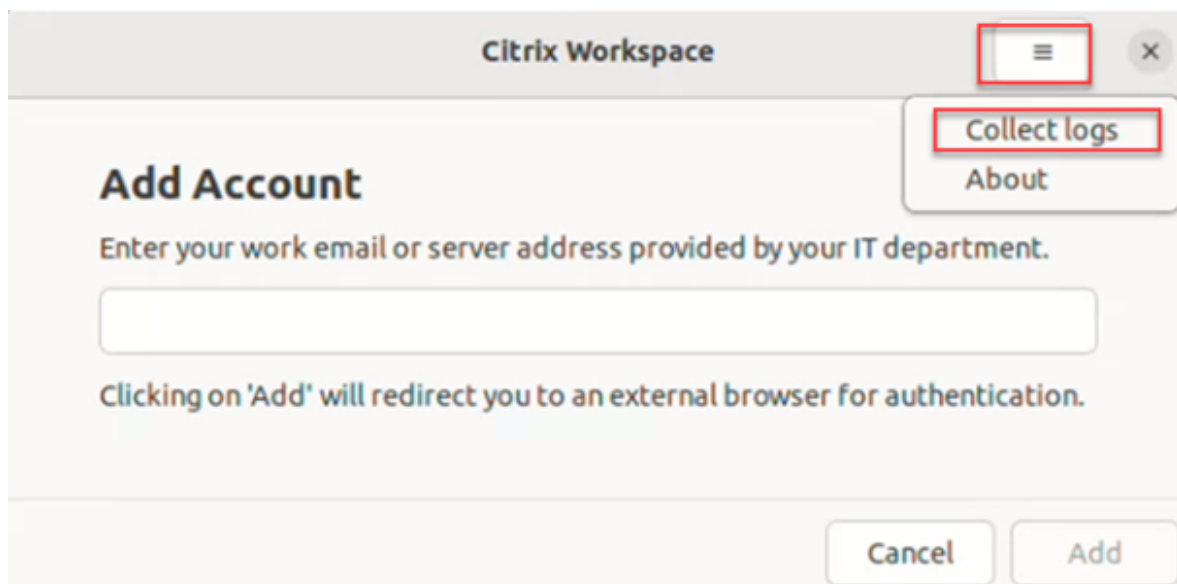 Citrix Workspace
Collect logs
About
Add Account
Enter your work email or server address provided by your IT department.
Clicking on 'Add' will redirect you to an external browser for authentication.
Cancel
Add